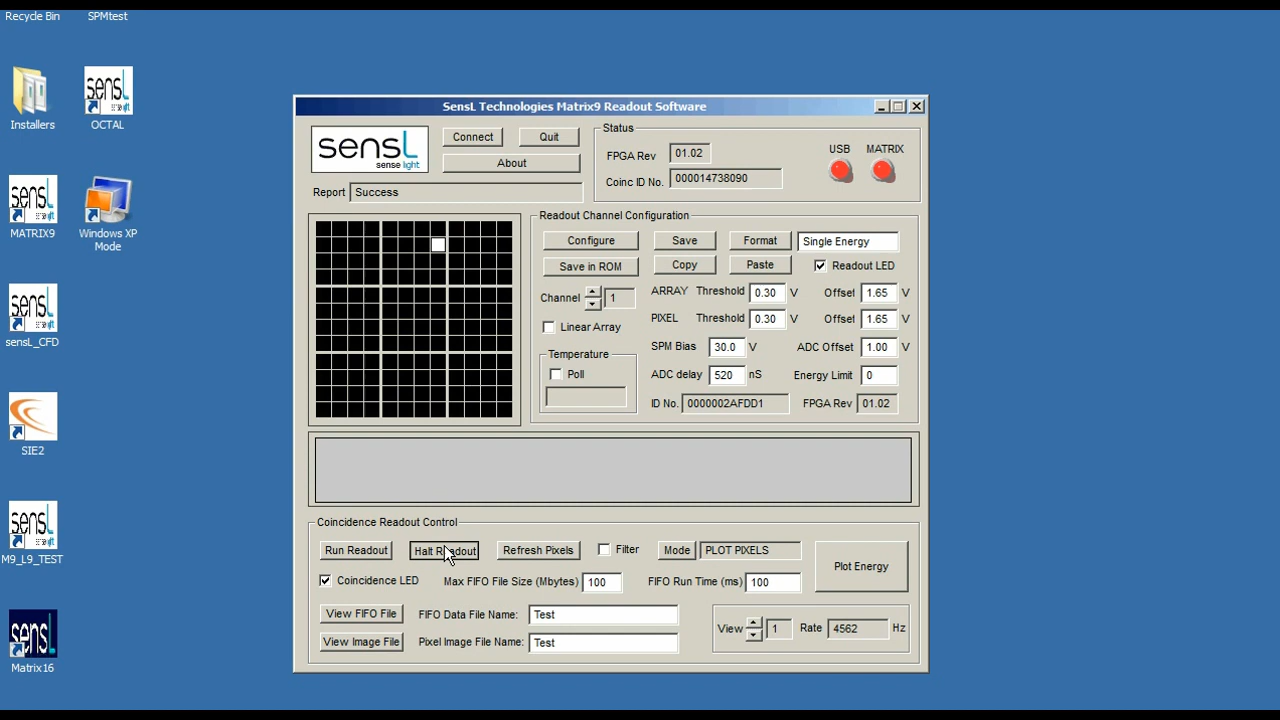 Recycle Bin
SPMtest
Installers
sensL
OCTAL
sensL
MATRIX9
Windows XP
Mode
sensL
sensL_CFD
SIE2
sensL
M9_L9_TEST
sensL
Matrix16
SensL Technologies Matrix9 Readout Software
sensL
sense light
Connect
Quit
About
Report Success
Status
FPGA Rev 01.02
Coinc ID No. 000014738090
USB MATRIX
Readout Channel Configuration
Configure Save Format Single Energy
Save in ROM Copy Paste Readout LED
Channel 1
Linear Array
Temperature
Poll
ARRAY Threshold 0.30 V Offset 1.65 V
PIXEL Threshold 0.30 V Offset 1.65 V
SPM Bias 30.0 V ADC Offset 1.00 V
ADC delay 520 nS Energy Limit 0
ID No. 0000002AFDD1 FPGA Rev 01.02
Coincidence Readout Control
Run Readout Halt Readout Refresh Pixels Filter Mode PLOT PIXELS
Plot Energy
Coincidence LED Max FIFO File Size (Mbytes) 100 FIFO Run Time (ms) 100
View FIFO File FIFO Data File Name: Test
View 1 Rate 4562 Hz
View Image File Pixel Image File Name: Test